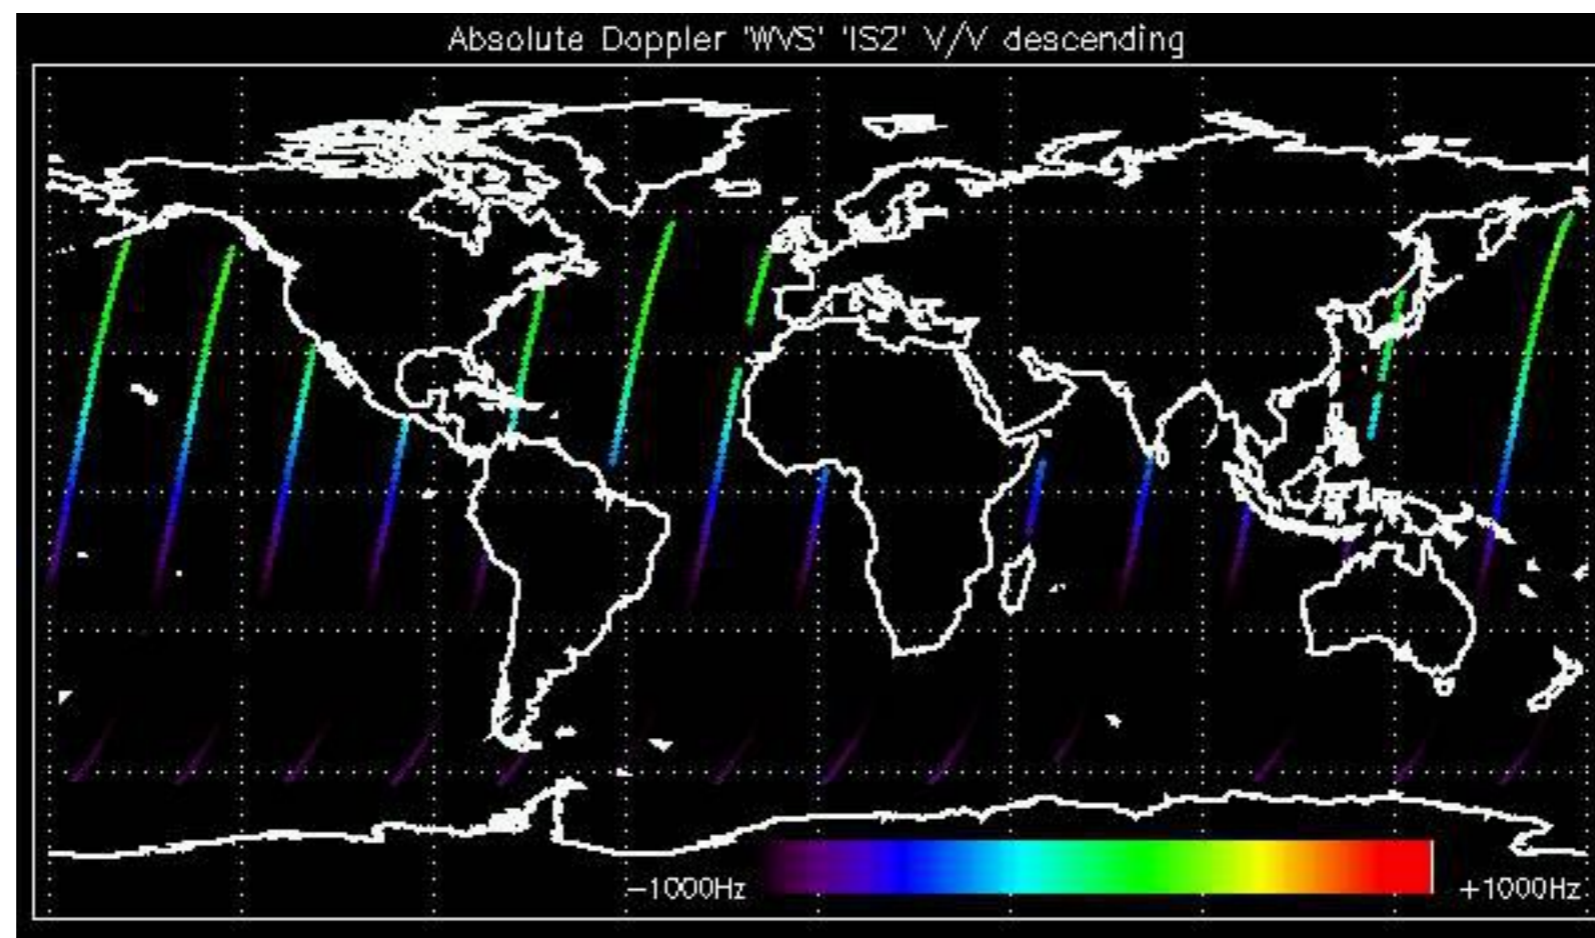 Absolute Doppler 'WVS' 'IS2' V/V descending
−1000Hz +1000Hz